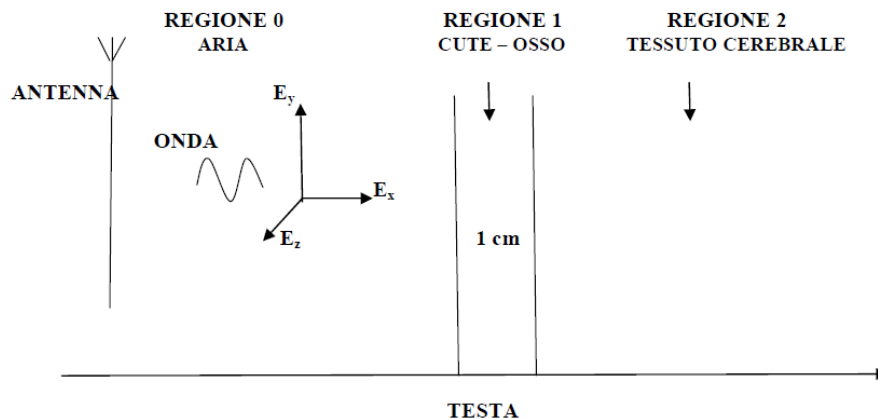 REGIONE 0
ARIA
REGIONE 1
CUTE – OSSO
REGIONE 2
TESSUTO CEREBRALE
ANTENNA
ONDA
Ey
Ex
Ez
1 cm
TESTA